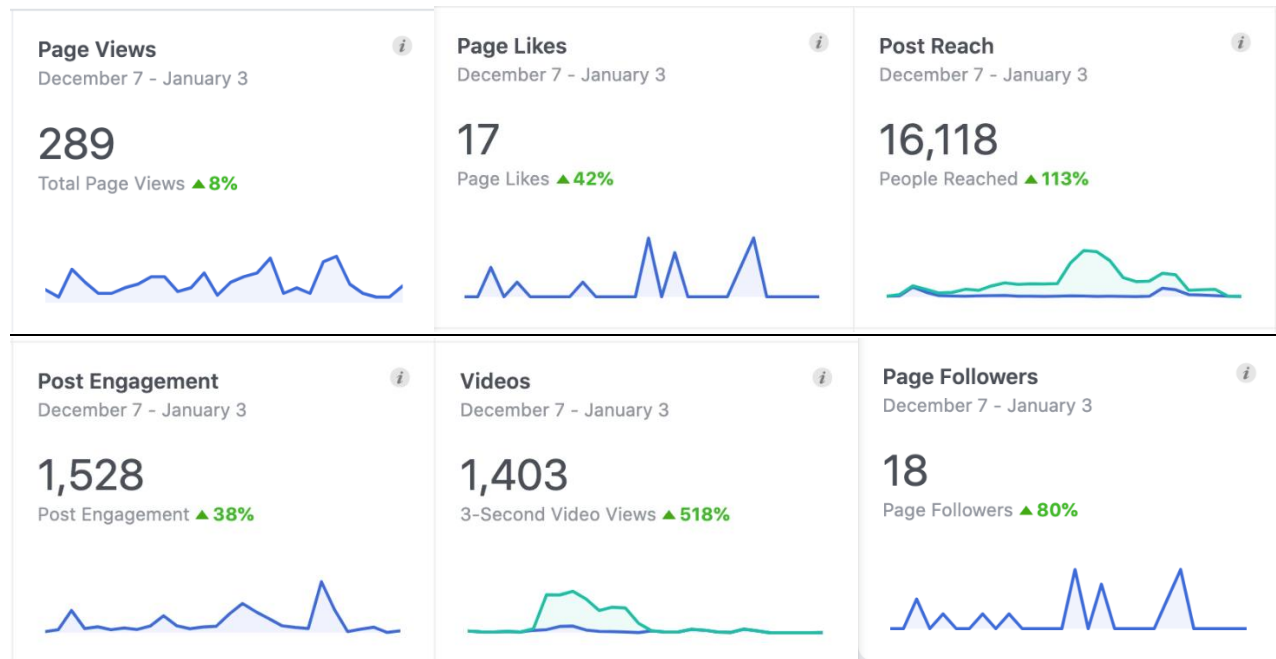 Page Views
i
December 7 - January 3
289
Total Page Views ▲ 8%
Page Likes
i
December 7 - January 3
17
Page Likes ▲ 42%
Post Reach
i
December 7 - January 3
16,118
People Reached ▲ 113%
Post Engagement
i
December 7 - January 3
1,528
Post Engagement ▲ 38%
Videos
i
December 7 - January 3
1,403
3-Second Video Views ▲ 518%
Page Followers
i
December 7 - January 3
18
Page Followers ▲ 80%